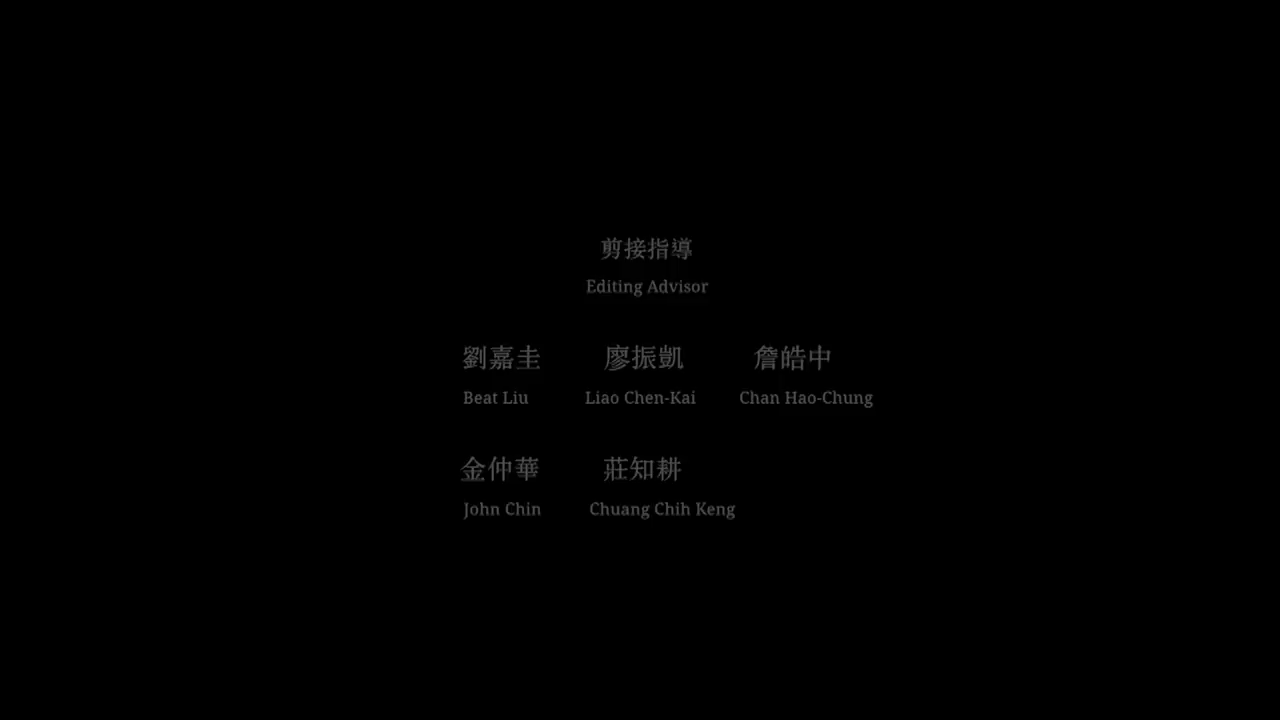 剪接指導
Editing Advisor
劉嘉圭 廖振凱 詹皓中
Beat Liu Liao Chen-Kai Chan Hao-Chung
金仲華 莊知耕
John Chin Chuang Chih Keng